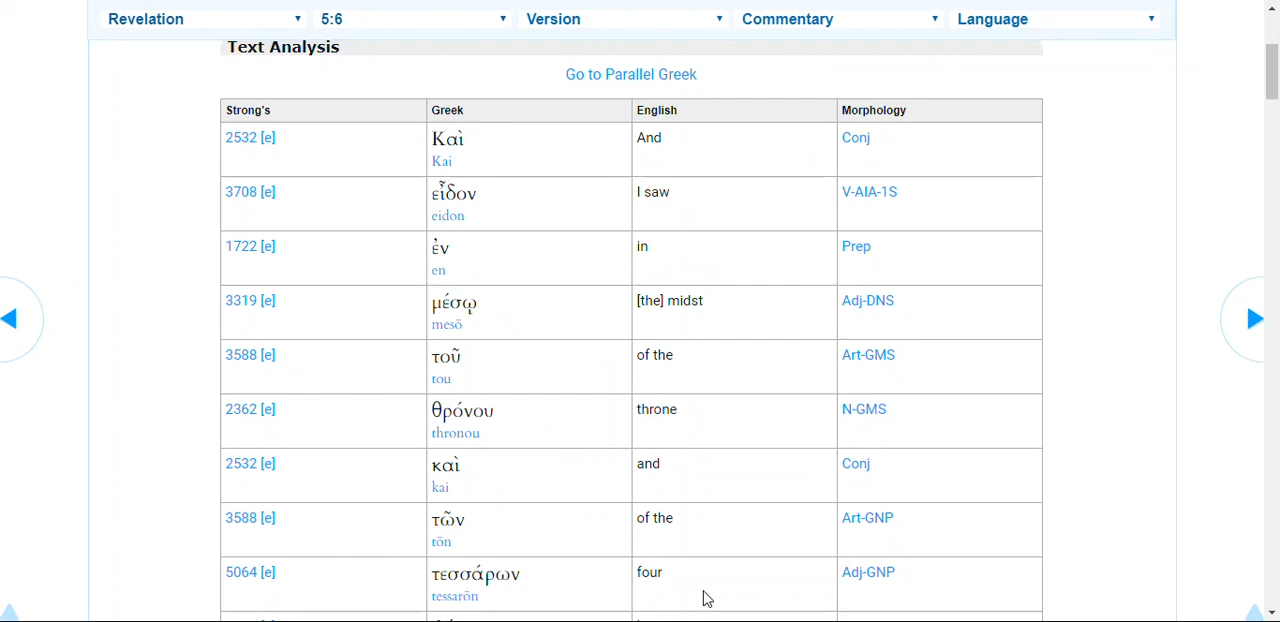 Revelation 5:6 Version Commentary Language
Text Analysis
Go to Parallel Greek
Strong's Greek English Morphology
2532 [e] Καὶ And Conj
Kai
3708 [e] εἶδον I saw V-AIA-1S
eidon
1722 [e] ἐν in Prep
en
3319 [e] μέσῳ [the] midst Adj-DNS
mesō
3588 [e] τοῦ of the Art-GMS
tou
2362 [e] θρόνου throne N-GMS
thronou
2532 [e] καὶ and Conj
kai
3588 [e] τῶν of the Art-GNP
tōn
5064 [e] τεσσάρων four Adj-GNP
tessarōn